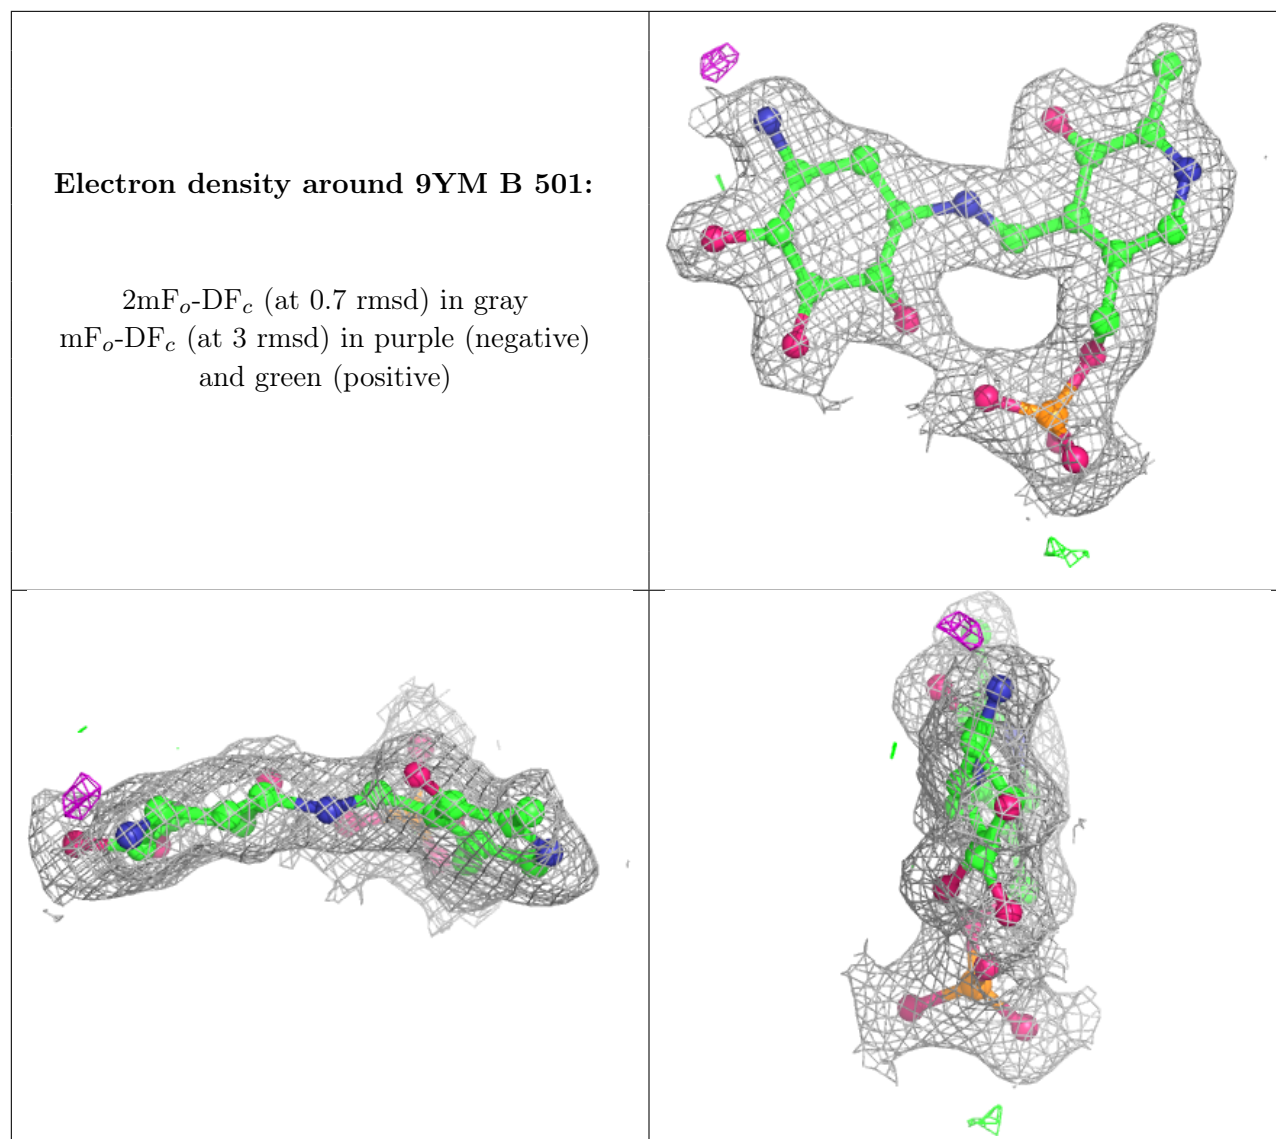 Electron density around 9YM B 501:
2mFo-DFc (at 0.7 rmsd) in gray
mFo-DFc (at 3 rmsd) in purple (negative)
and green (positive)